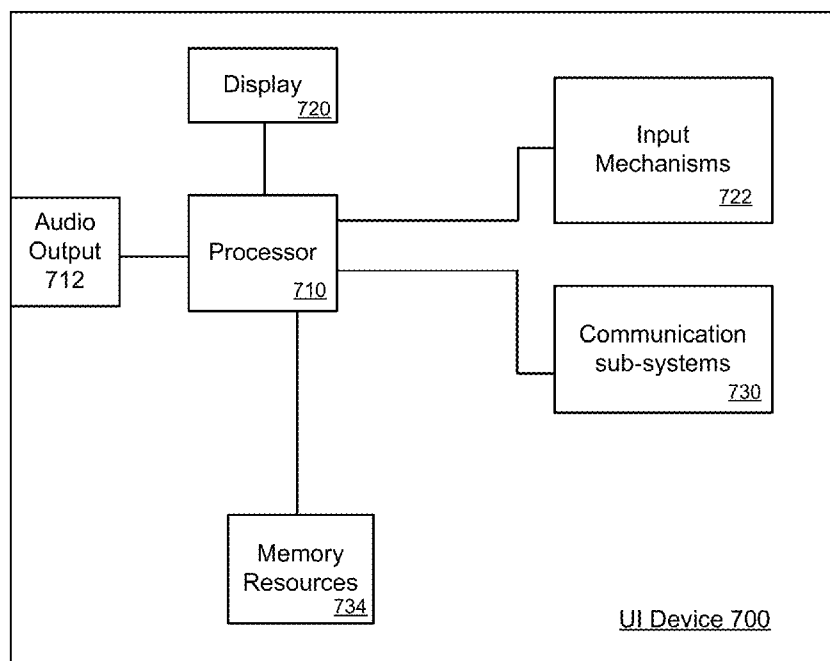 Display
720
Input
Mechanisms
722
Audio
Output
712
Processor
710
Communication
sub-systems
730
Memory
Resources
734
UI Device 700